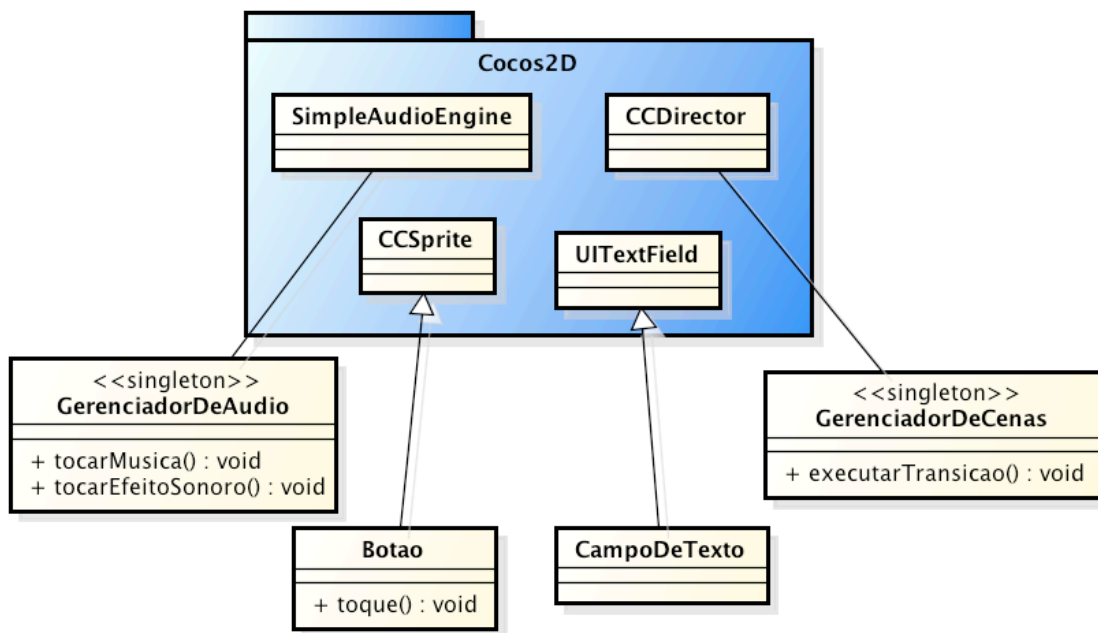 Cocos2D
SimpleAudioEngine
CCDirector
CCSprite
UITextField
<<singleton>>
GerenciadorDeAudio
+ tocarMusica() : void
+ tocarEfeitoSonoro() : void
<<singleton>>
GerenciadorDeCenas
+ executarTransicao() : void
Botao
+ toque() : void
CampoDeTexto